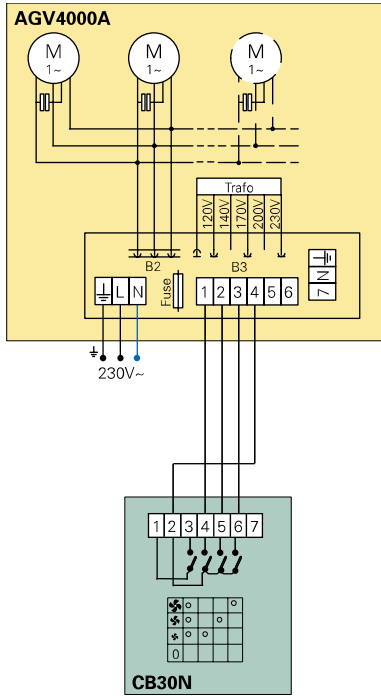 AGV4000A
M M M
1~ 1~ 1~
Trafo
120V 140V 170V 200V 230V
B2 B3
L N Fuse 1 2 3 4 5 6 7 N
230V~
1 2 3 4 5 6 7
0
CB30N